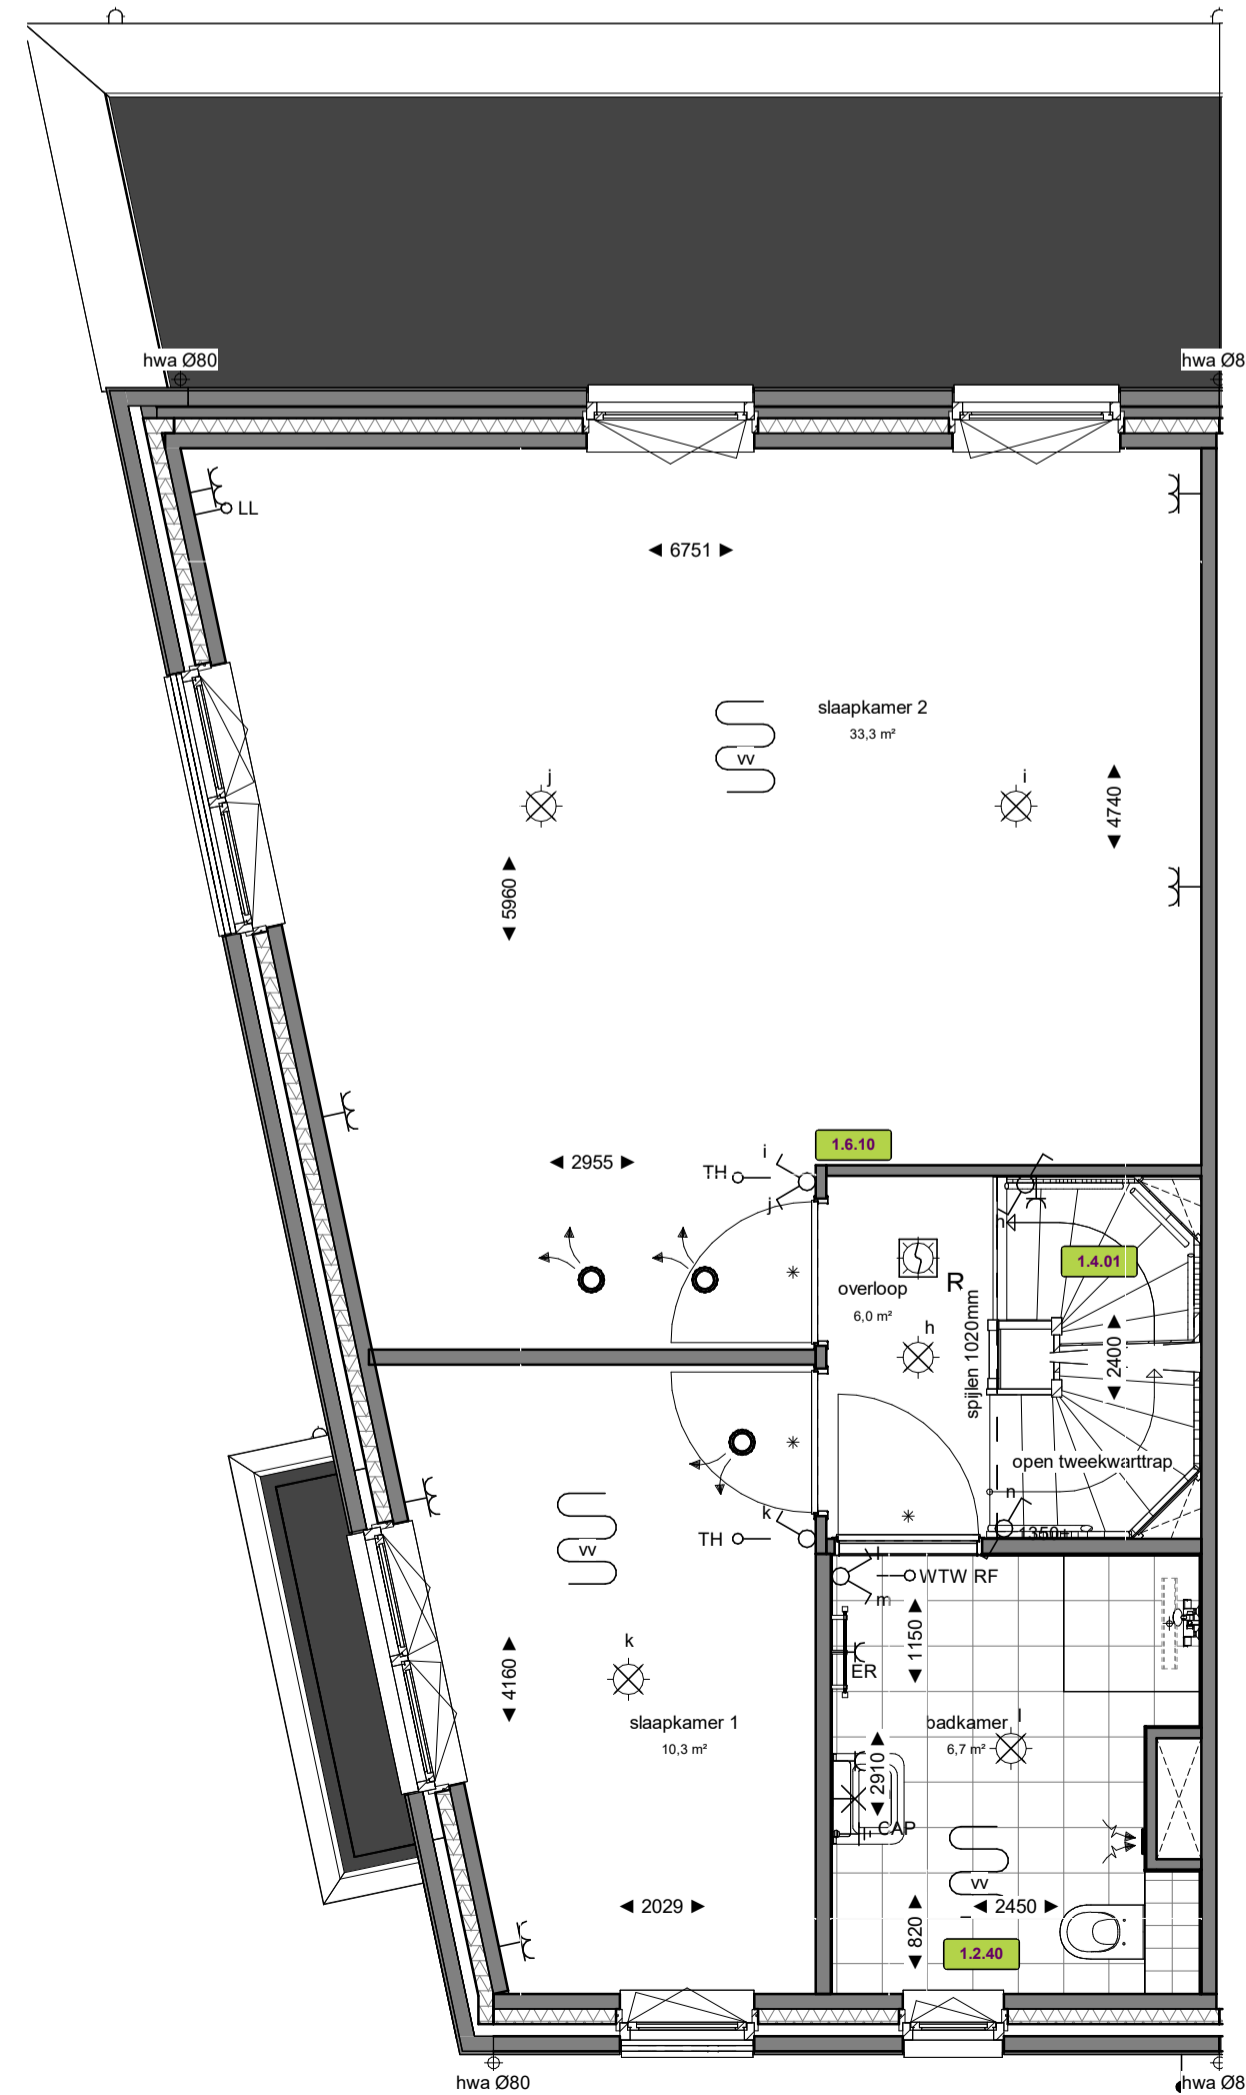 hwa Ø80
hwa Ø8
LL
6751
slaapkamer 2
33,3 m²
vv
j
i
4740
5960
2955
TH
i
j
1.6.10
h
1.4.01
R
overloop
6,0 m²
h
spijlen 1020mm
2400
open tweekwarttrap
n
1350+
k
TH
vv
l
m
WTW RF
1150
ER
k
4160
slaapkamer 1
10,3 m²
badkamer
l
6,7 m²
2910
CAP
vv
2029
820
2450
1.2.40
hwa Ø80
hwa Ø8